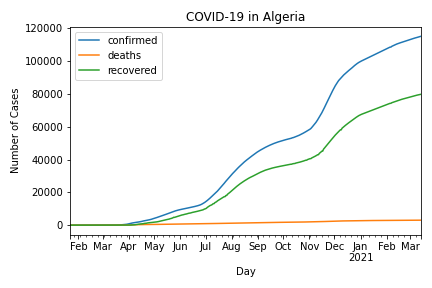 COVID-19 in Algeria
120000
100000
80000
60000
40000
20000
0
Number of Cases
confirmed
deaths
recovered
Feb Mar Apr May Jun Jul Aug Sep Oct Nov Dec Jan Feb Mar
2021
Day